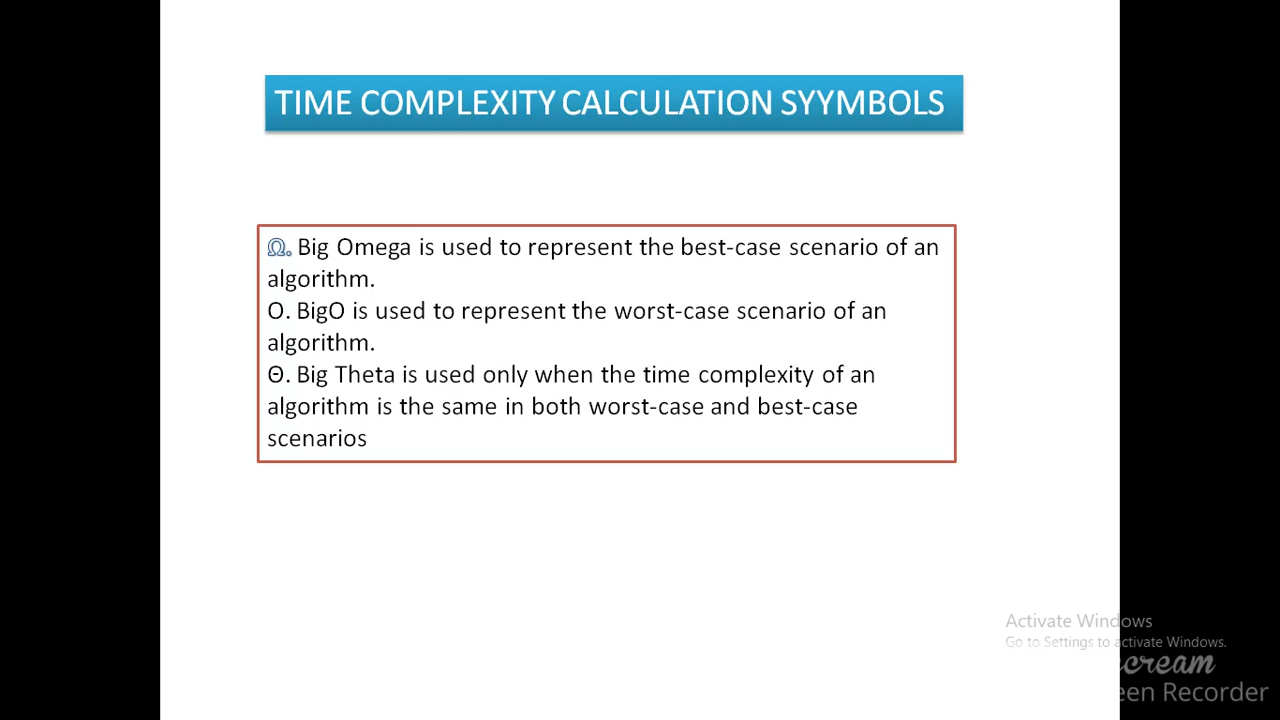 TIME COMPLEXITY CALCULATION SYYMBOLS
Ω. Big Omega is used to represent the best-case scenario of an
algorithm.
O. BigO is used to represent the worst-case scenario of an
algorithm.
Θ. Big Theta is used only when the time complexity of an
algorithm is the same in both worst-case and best-case
scenarios
Activate Windows
Go to Settings to activate Windows.
cream
een Recorder